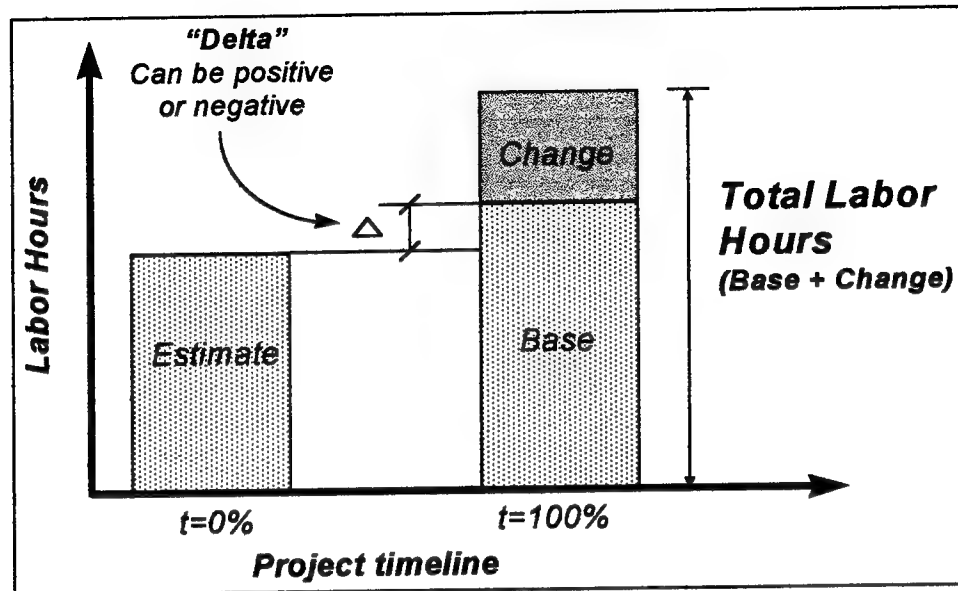 “Delta”
Can be positive
or negative
Change
Δ
Total Labor
Hours
(Base + Change)
Labor Hours
Estimate
Base
t=0%
t=100%
Project timeline